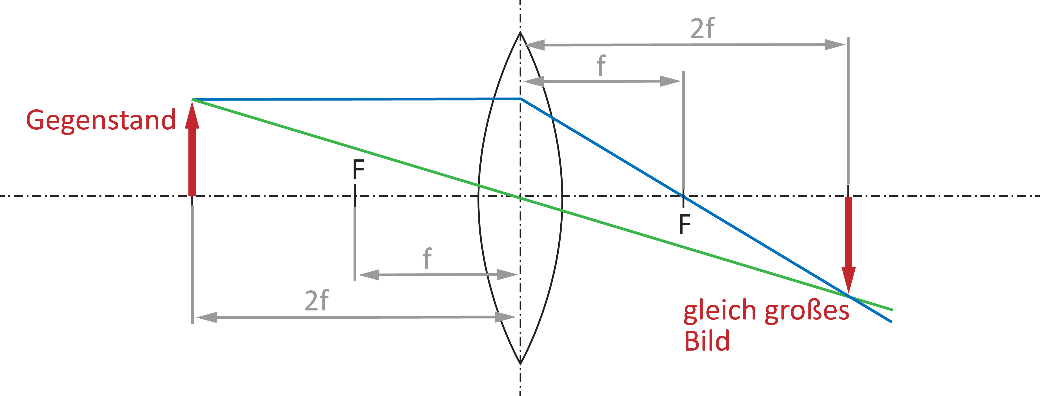 2f
f
Gegenstand
F
F
f
2f
gleich großes
Bild